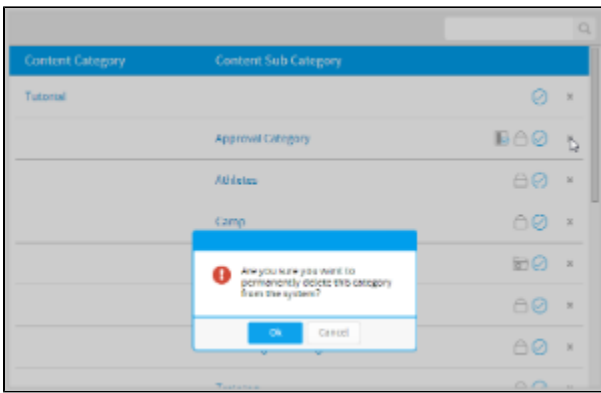 Content Category Content Sub Category
Tutorial
Approval Category
Athletes
Camp
Are you sure you want to
permanently delete this category
from the system?
Ok Cancel